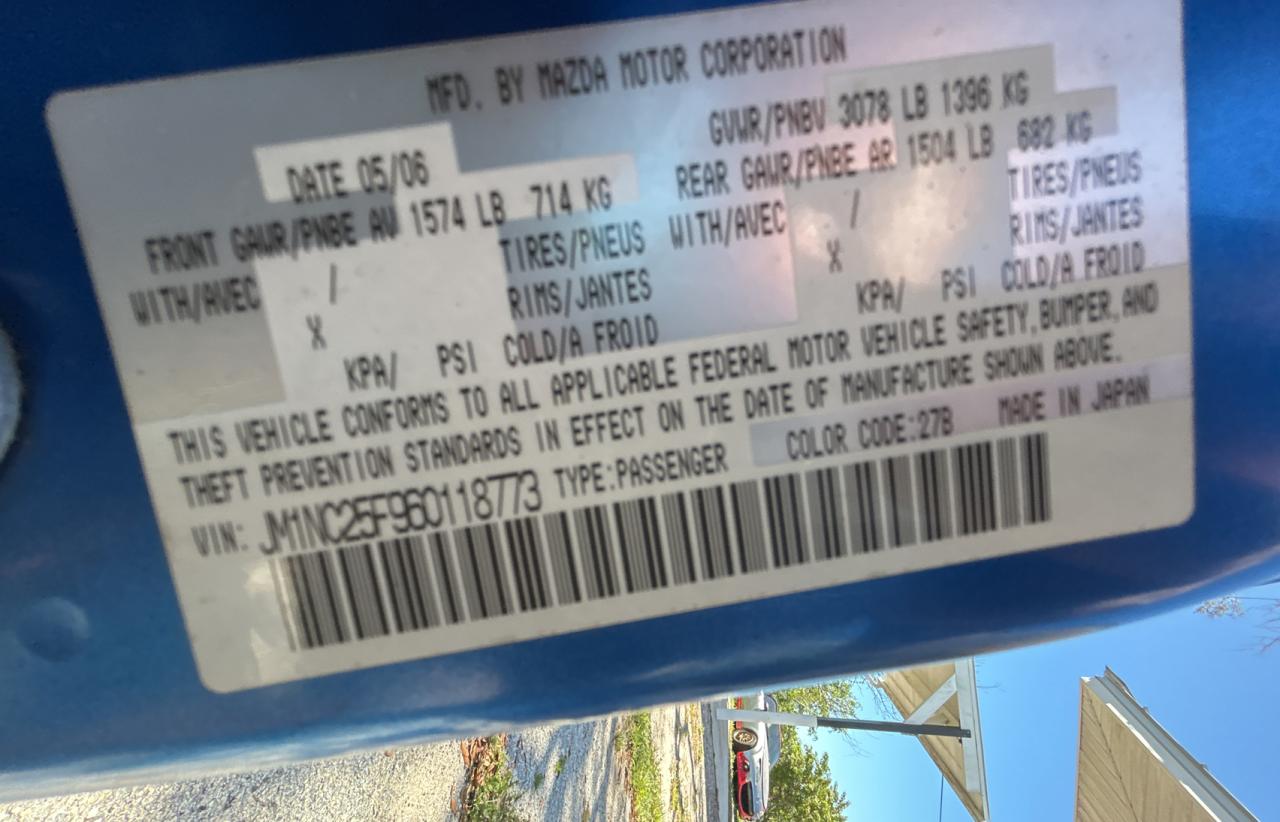 MFD. BY MAZDA MOTOR CORPORATION
DATE 05/06 GVWR/PNBV 3078 LB 1396 KG
FRONT GAWR/PNBE AV 1574 LB 714 KG REAR GAWR/PNBE AR 1504 LB 682 KG
WITH/AVEC / TIRES/PNEUS WITH/AVEC / TIRES/PNEUS
X RIMS/JANTES X RIMS/JANTES
KPA/ PSI COLD/A FROID KPA/ PSI COLD/A FROID
THIS VEHICLE CONFORMS TO ALL APPLICABLE FEDERAL MOTOR VEHICLE SAFETY,BUMPER,AND
THEFT PREVENTION STANDARDS IN EFFECT ON THE DATE OF MANUFACTURE SHOWN ABOVE.
VIN: JM1NC25F960118773 TYPE:PASSENGER COLOR CODE:27B MADE IN JAPAN